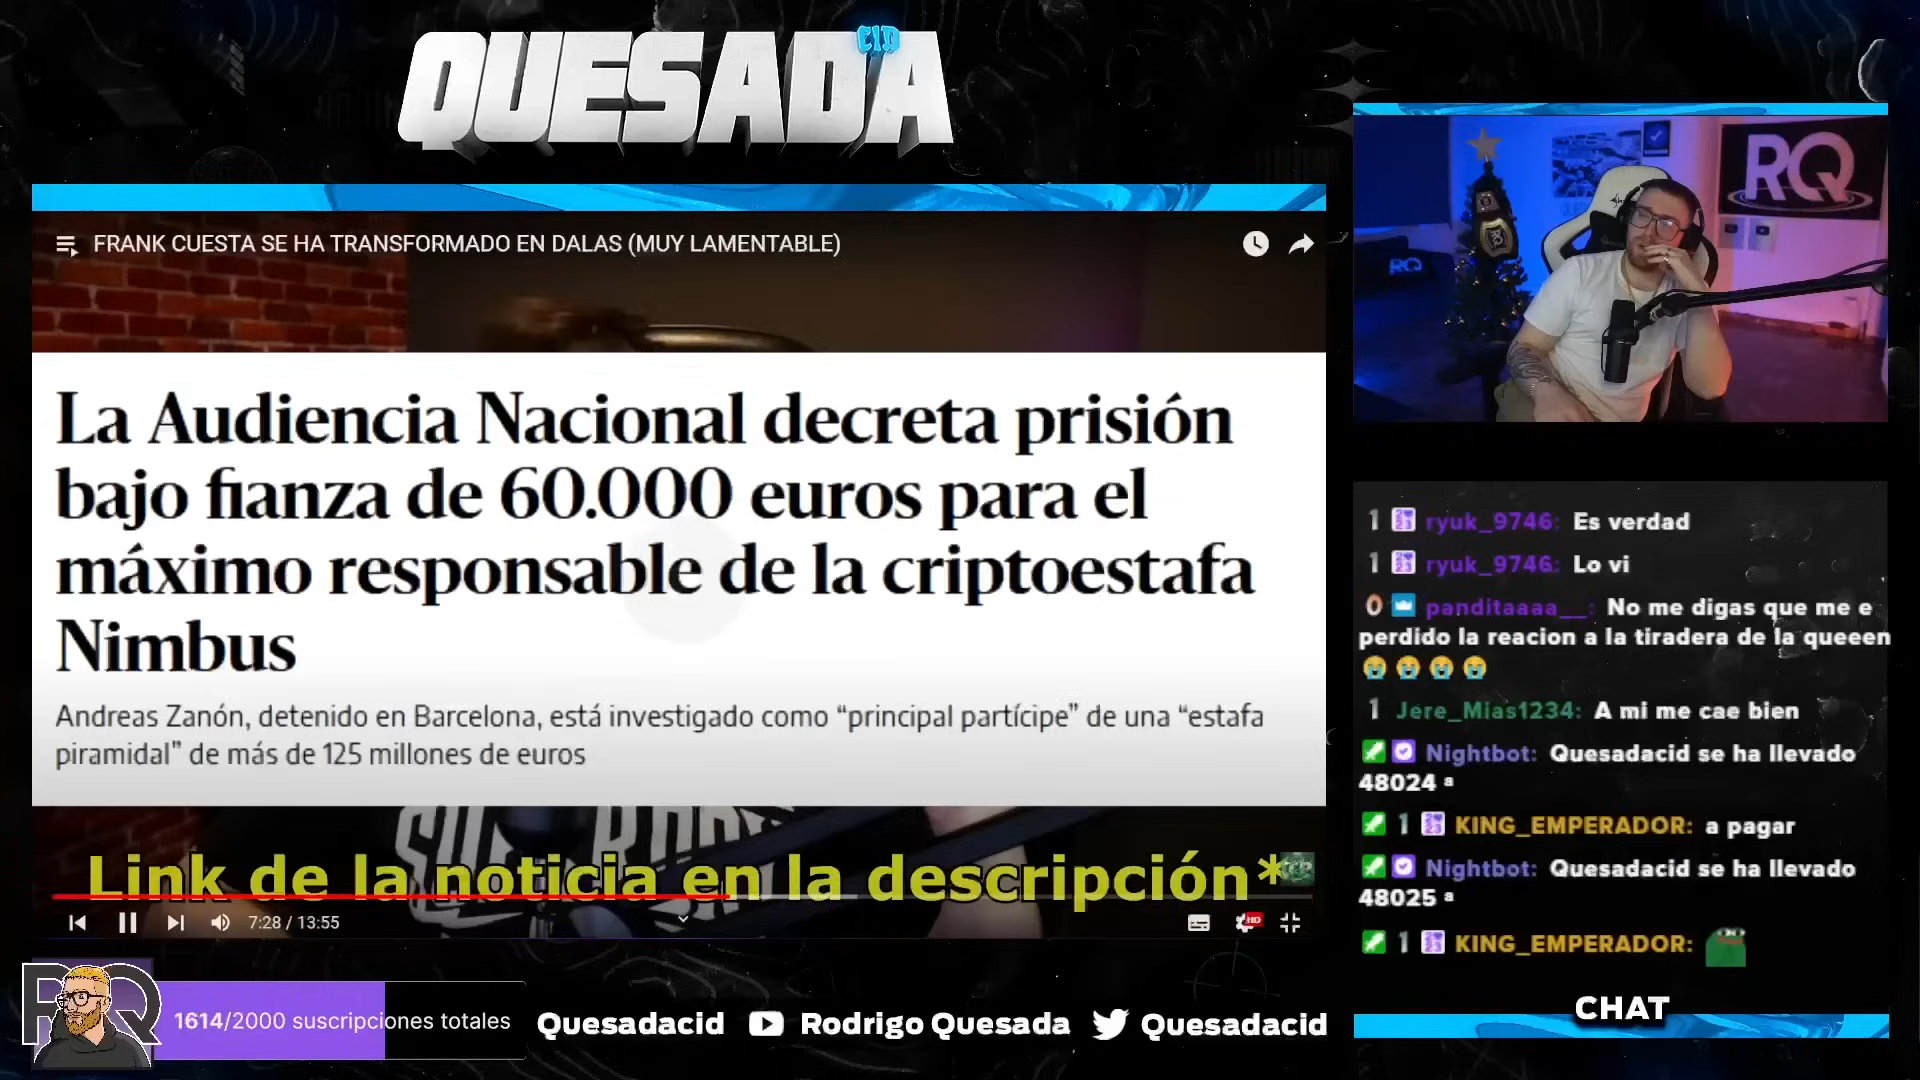 QUESADA
CID
FRANK CUESTA SE HA TRANSFORMADO EN DALAS (MUY LAMENTABLE)
La Audiencia Nacional decreta prisión
bajo fianza de 60.000 euros para el
máximo responsable de la criptoestafa
Nimbus
Andreas Zanón, detenido en Barcelona, está investigado como “principal partícipe” de una “estafa
piramidal” de más de 125 millones de euros
Link de la noticia en la descripción*
7:28 / 13:55
HD
RQ
RQ
1 ryuk_9746: Es verdad
1 ryuk_9746: Lo vi
0 panditaaaa__: No me digas que me e
perdido la reacion a la tiradera de la queeen
1 Jere_Mias1234: A mi me cae bien
Nightbot: Quesadacid se ha llevado
48024 ª
1 KING_EMPERADOR: a pagar
Nightbot: Quesadacid se ha llevado
48025 ª
1 KING_EMPERADOR:
CHAT
RQ
1614/2000 suscripciones totales
Quesadacid
Rodrigo Quesada
Quesadacid